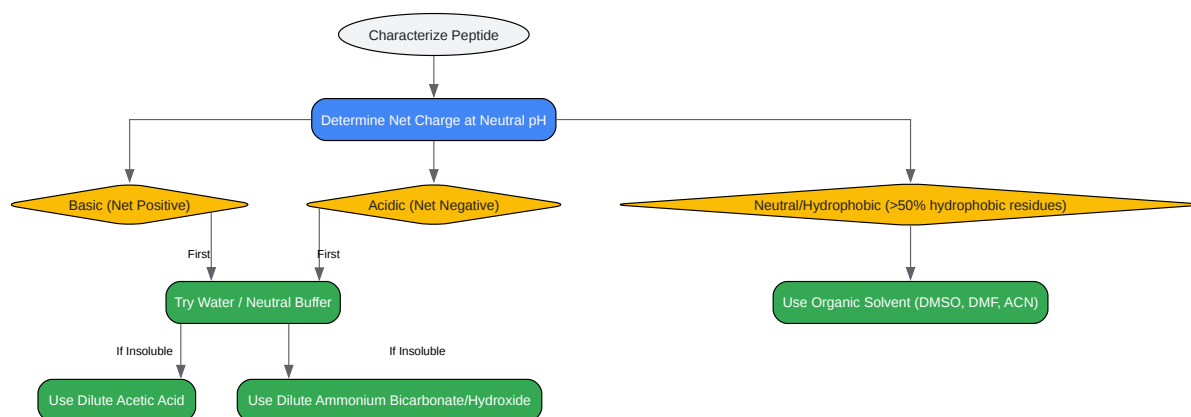 Characterize Peptide
Determine Net Charge at Neutral pH
Basic (Net Positive)
Acidic (Net Negative)
Neutral/Hydrophobic (>50% hydrophobic residues)
First
First
Try Water / Neutral Buffer
Use Organic Solvent (DMSO, DMF, ACN)
If Insoluble
If Insoluble
Use Dilute Acetic Acid
Use Dilute Ammonium Bicarbonate/Hydroxide